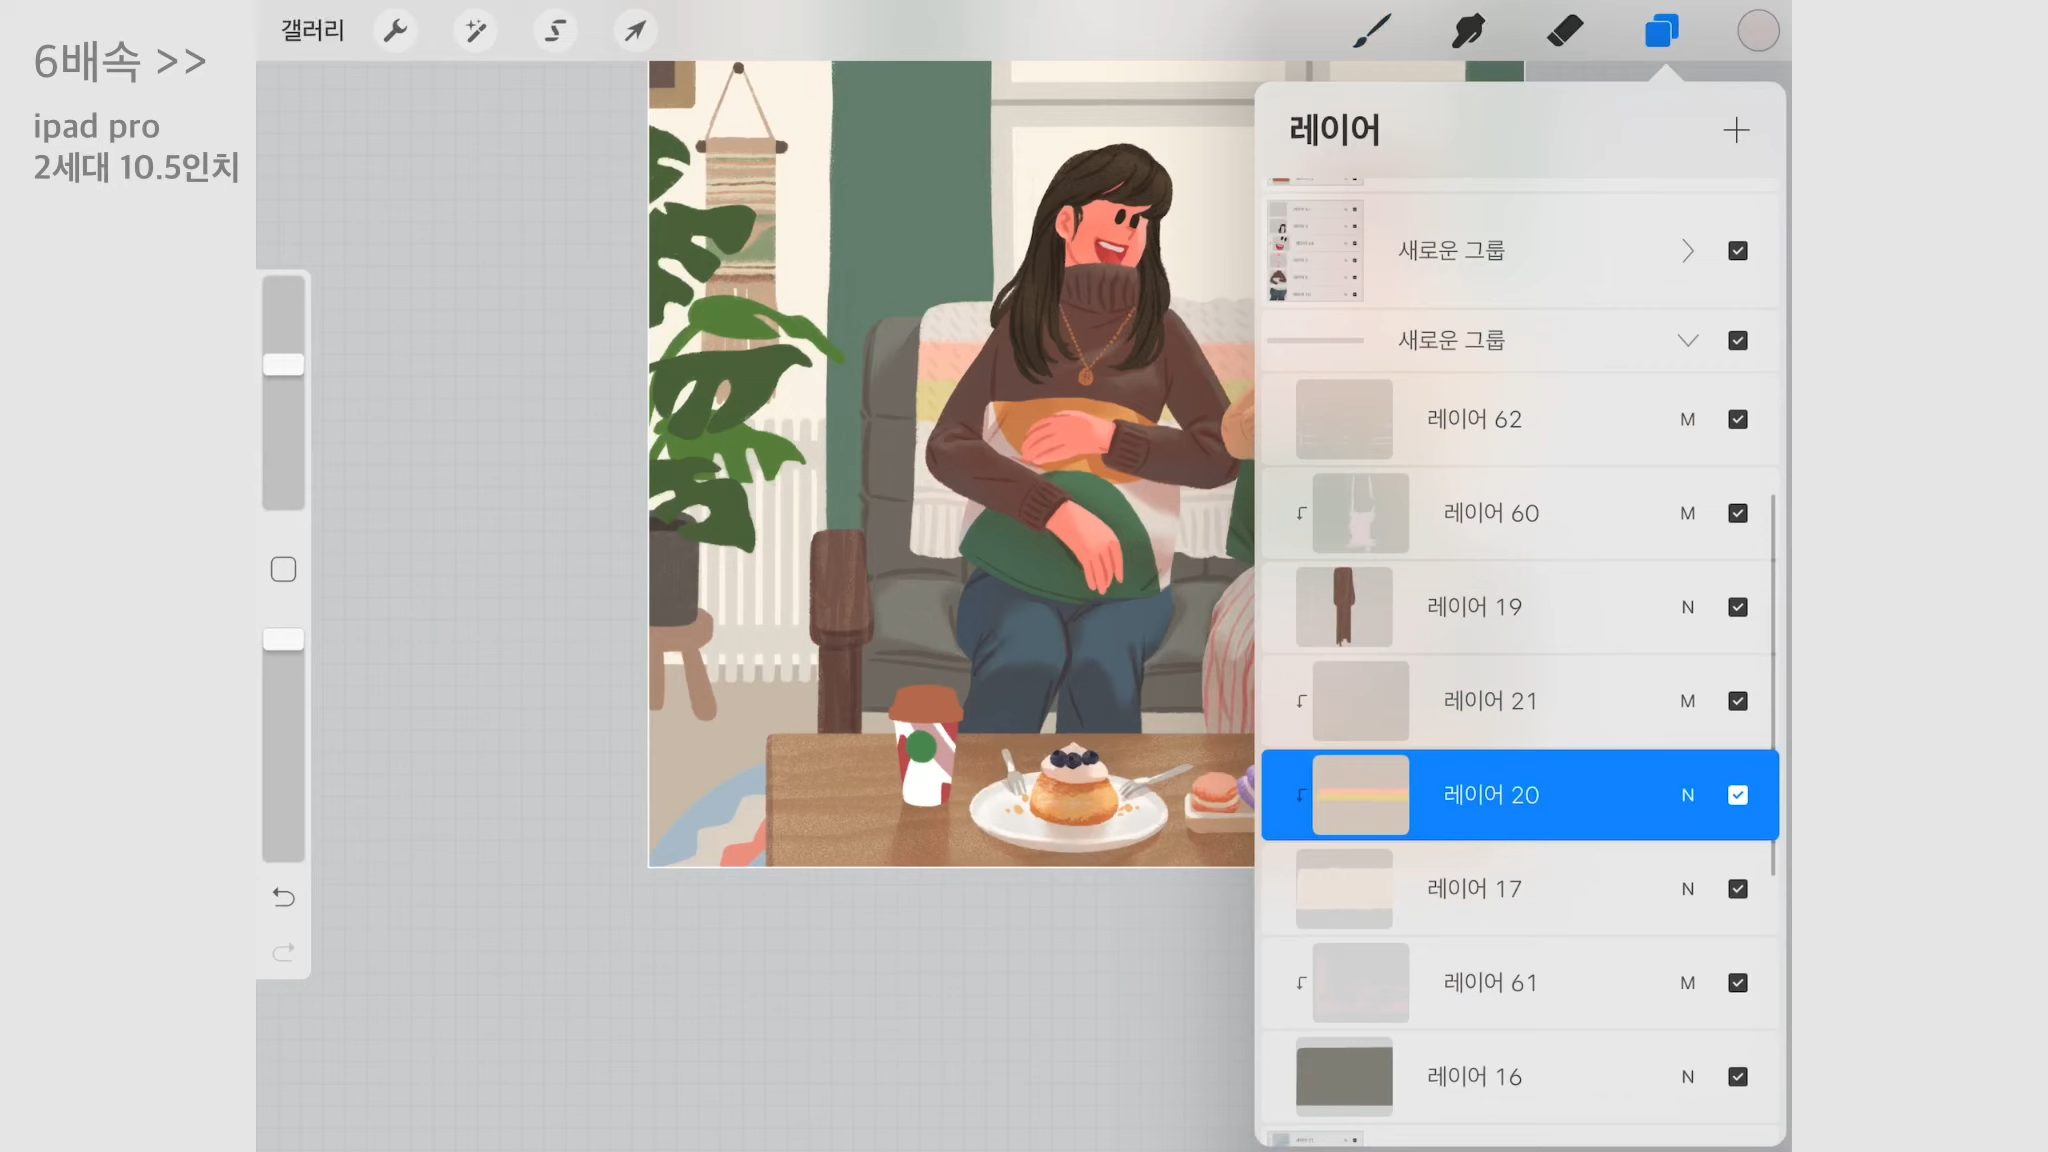 6배속 >>
ipad pro
2세대 10.5인치
갤러리
레이어
새로운 그룹
새로운 그룹
레이어 62 M
레이어 60 M
레이어 19 N
레이어 21 M
레이어 20 N
레이어 17 N
레이어 61 M
레이어 16 N